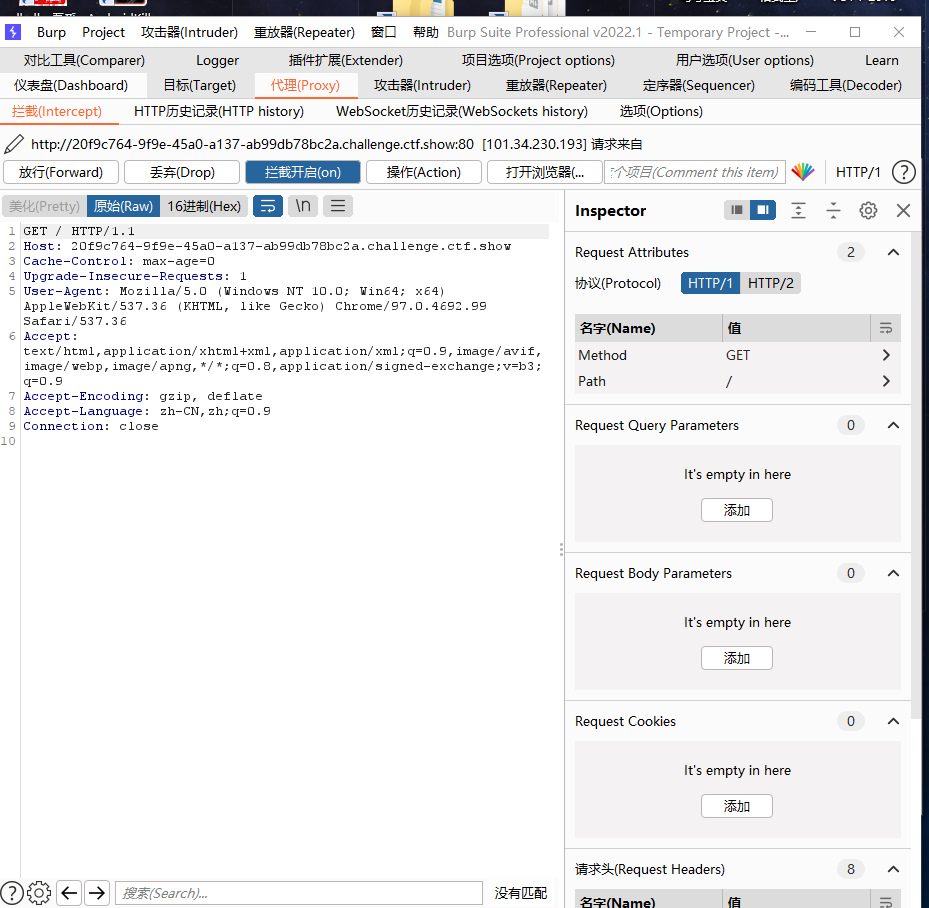 Burp Project 攻击器(Intruder) 重放器(Repeater) 窗口 帮助 Burp Suite Professional v2022.1 - Temporary Project -...
对比工具(Comparer) Logger 插件扩展(Extender) 项目选项(Project options) 用户选项(User options) Learn
仪表盘(Dashboard) 目标(Target) 代理(Proxy) 攻击器(Intruder) 重放器(Repeater) 定序器(Sequencer) 编码工具(Decoder)
拦截(Intercept) HTTP历史记录(HTTP history) WebSocket历史记录(WebSockets history) 选项(Options)
http://20f9c764-9f9e-45a0-a137-ab99db78bc2a.challenge.ctf.show:80 [101.34.230.193] 请求来自
放行(Forward) 丢弃(Drop) 拦截开启(on) 操作(Action) 打开浏览器(... 个项目(Comment this item) HTTP/1 ?
美化(Pretty) 原始(Raw) 16进制(Hex) \n
1 GET / HTTP/1.1
2 Host: 20f9c764-9f9e-45a0-a137-ab99db78bc2a.challenge.ctf.show
3 Cache-Control: max-age=0
4 Upgrade-Insecure-Requests: 1
5 User-Agent: Mozilla/5.0 (Windows NT 10.0; Win64; x64)
AppleWebKit/537.36 (KHTML, like Gecko) Chrome/97.0.4692.99
Safari/537.36
6 Accept:
text/html,application/xhtml+xml,application/xml;q=0.9,image/avif,
image/webp,image/apng,*/*;q=0.8,application/signed-exchange;v=b3;
q=0.9
7 Accept-Encoding: gzip, deflate
8 Accept-Language: zh-CN,zh;q=0.9
9 Connection: close
10
Inspector
Request Attributes 2
协议(Protocol) HTTP/1 HTTP/2
名字(Name) 值
Method GET
Path /
Request Query Parameters 0
It's empty in here
添加
Request Body Parameters 0
It's empty in here
添加
Request Cookies 0
It's empty in here
添加
请求头(Request Headers) 8
名字(Name) 值
? 搜索(Search)... 没有匹配